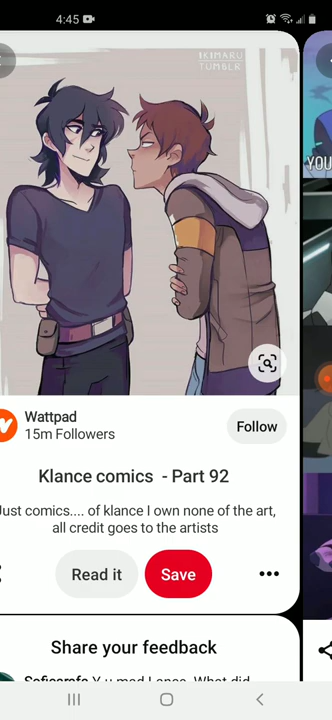 4:45
IKIMARU
TUMBLR
YOU
Wattpad
15m Followers
Follow
Klance comics - Part 92
Just comics.... of klance I own none of the art,
all credit goes to the artists
Read it
Save
Share your feedback